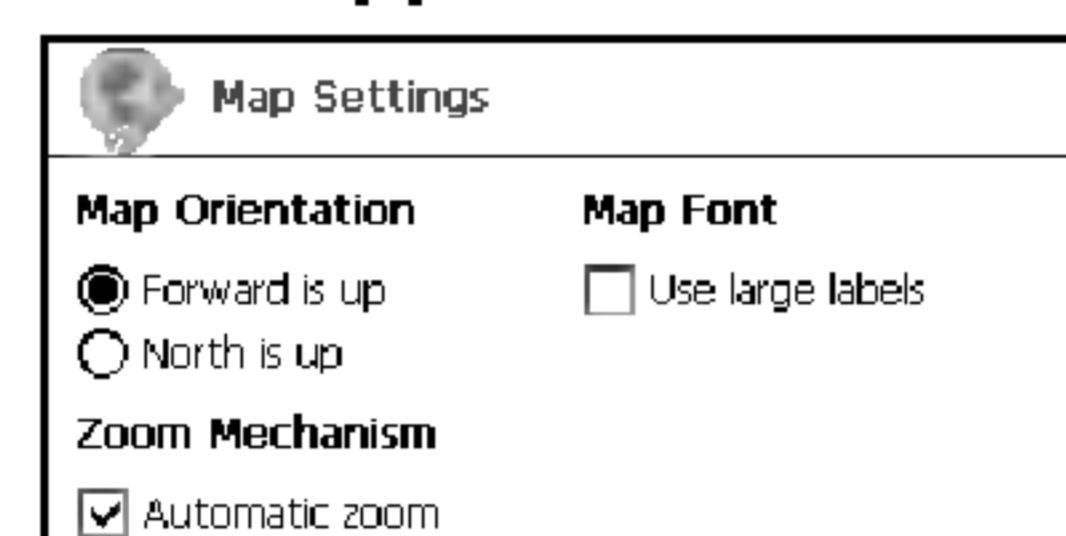 Map Settings
Map Orientation
Forward is up
North is up
Map Font
Use large labels
Zoom Mechanism
Automatic zoom